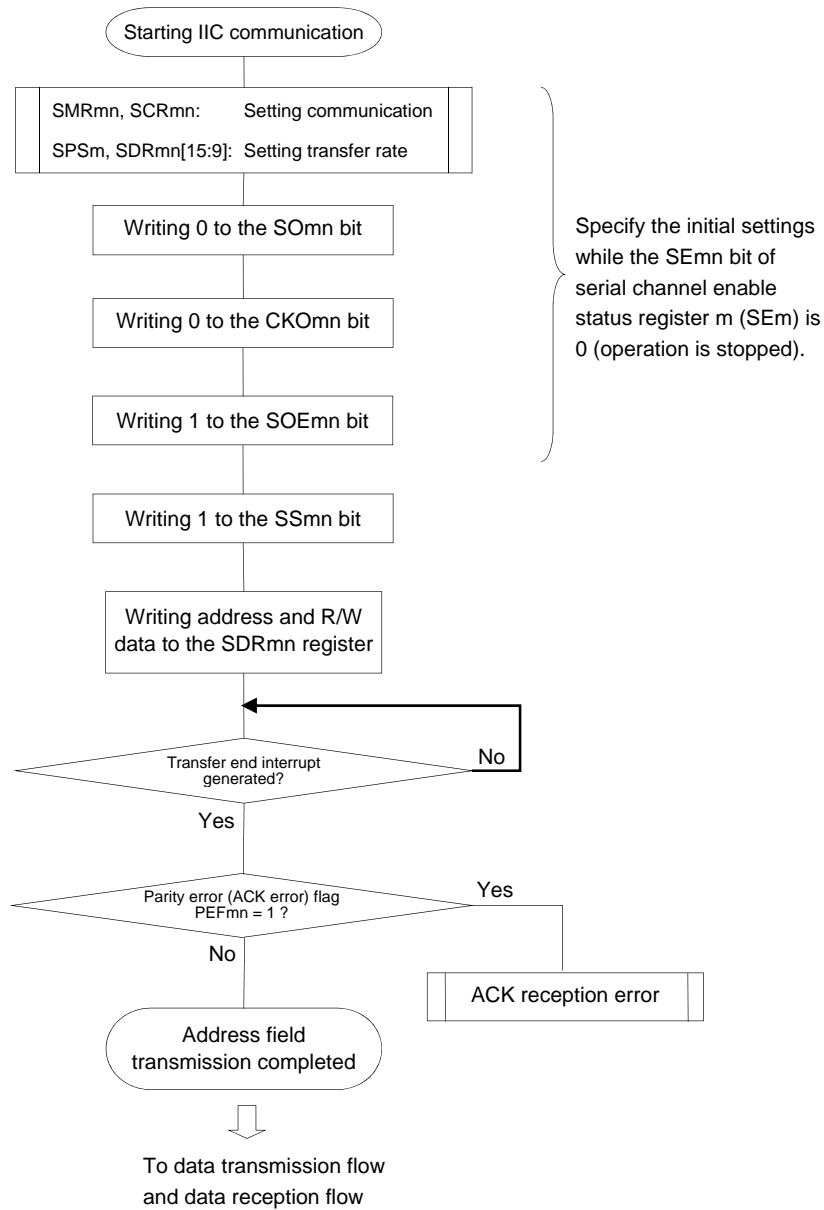 Starting IIC communication
SMRmn, SCRmn: Setting communication
SPSm, SDRmn[15:9]: Setting transfer rate
Writing 0 to the SOmn bit
Writing 0 to the CKOmn bit
Writing 1 to the SOEmn bit
Specify the initial settings
while the SEmn bit of
serial channel enable
status register m (SEm) is
0 (operation is stopped).
Writing 1 to the SSmn bit
Writing address and R/W
data to the SDRmn register
Transfer end interrupt
generated?
No
Yes
Parity error (ACK error) flag
PEFmn = 1 ?
Yes
No
ACK reception error
Address field
transmission completed
To data transmission flow
and data reception flow